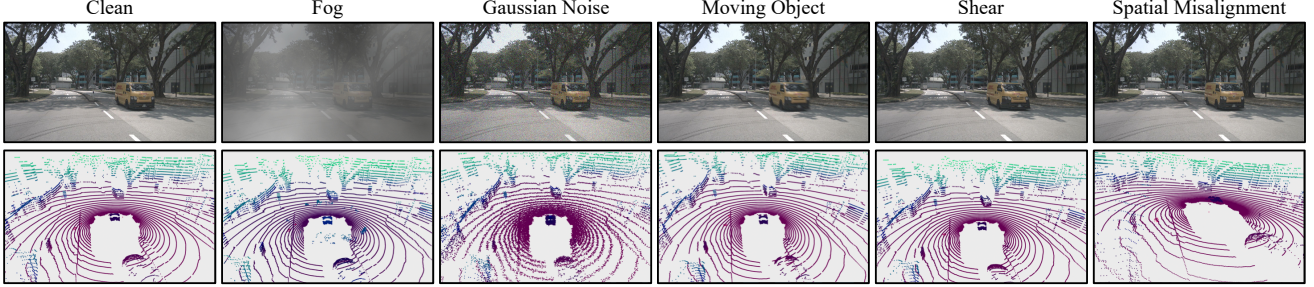 Clean
Fog
Gaussian Noise
Moving Object
Shear
Spatial Misalignment